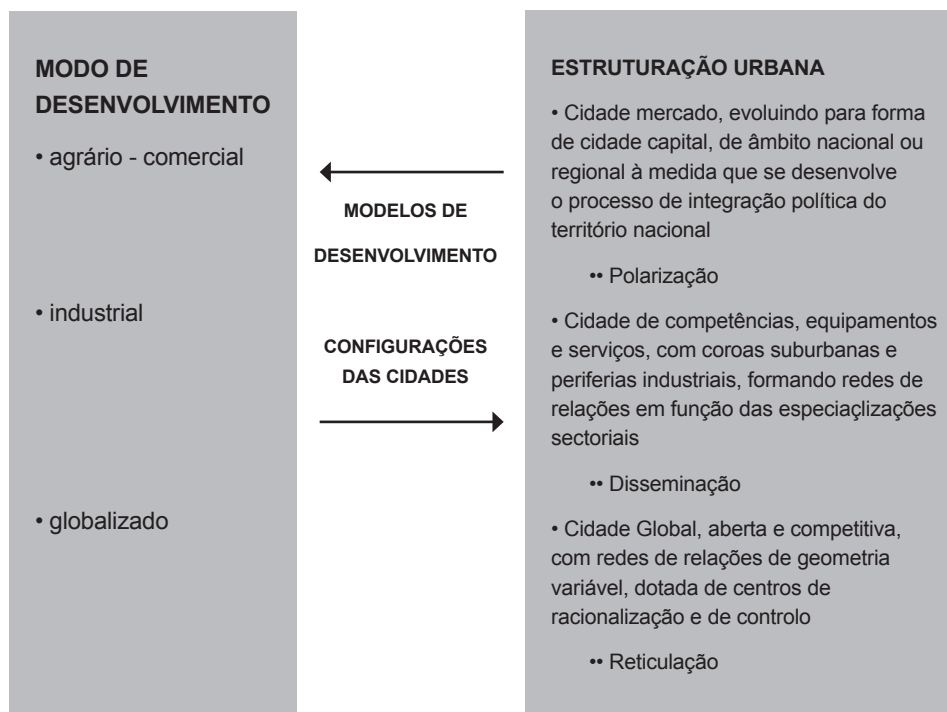 MODO DE
DESENVOLVIMENTO
• agrário - comercial
• industrial
• globalizado
MODELOS DE
DESENVOLVIMENTO
CONFIGURAÇÕES
DAS CIDADES
ESTRUTURAÇÃO URBANA
• Cidade mercado, evoluindo para forma
de cidade capital, de âmbito nacional ou
regional à medida que se desenvolve
o processo de integração política do
território nacional
•• Polarização
• Cidade de competências, equipamentos
e serviços, com coroas suburbanas e
periferias industriais, formando redes de
relações em função das especiaçlizações
sectoriais
•• Disseminação
• Cidade Global, aberta e competitiva,
com redes de relações de geometria
variável, dotada de centros de
racionalização e de controlo
•• Reticulação